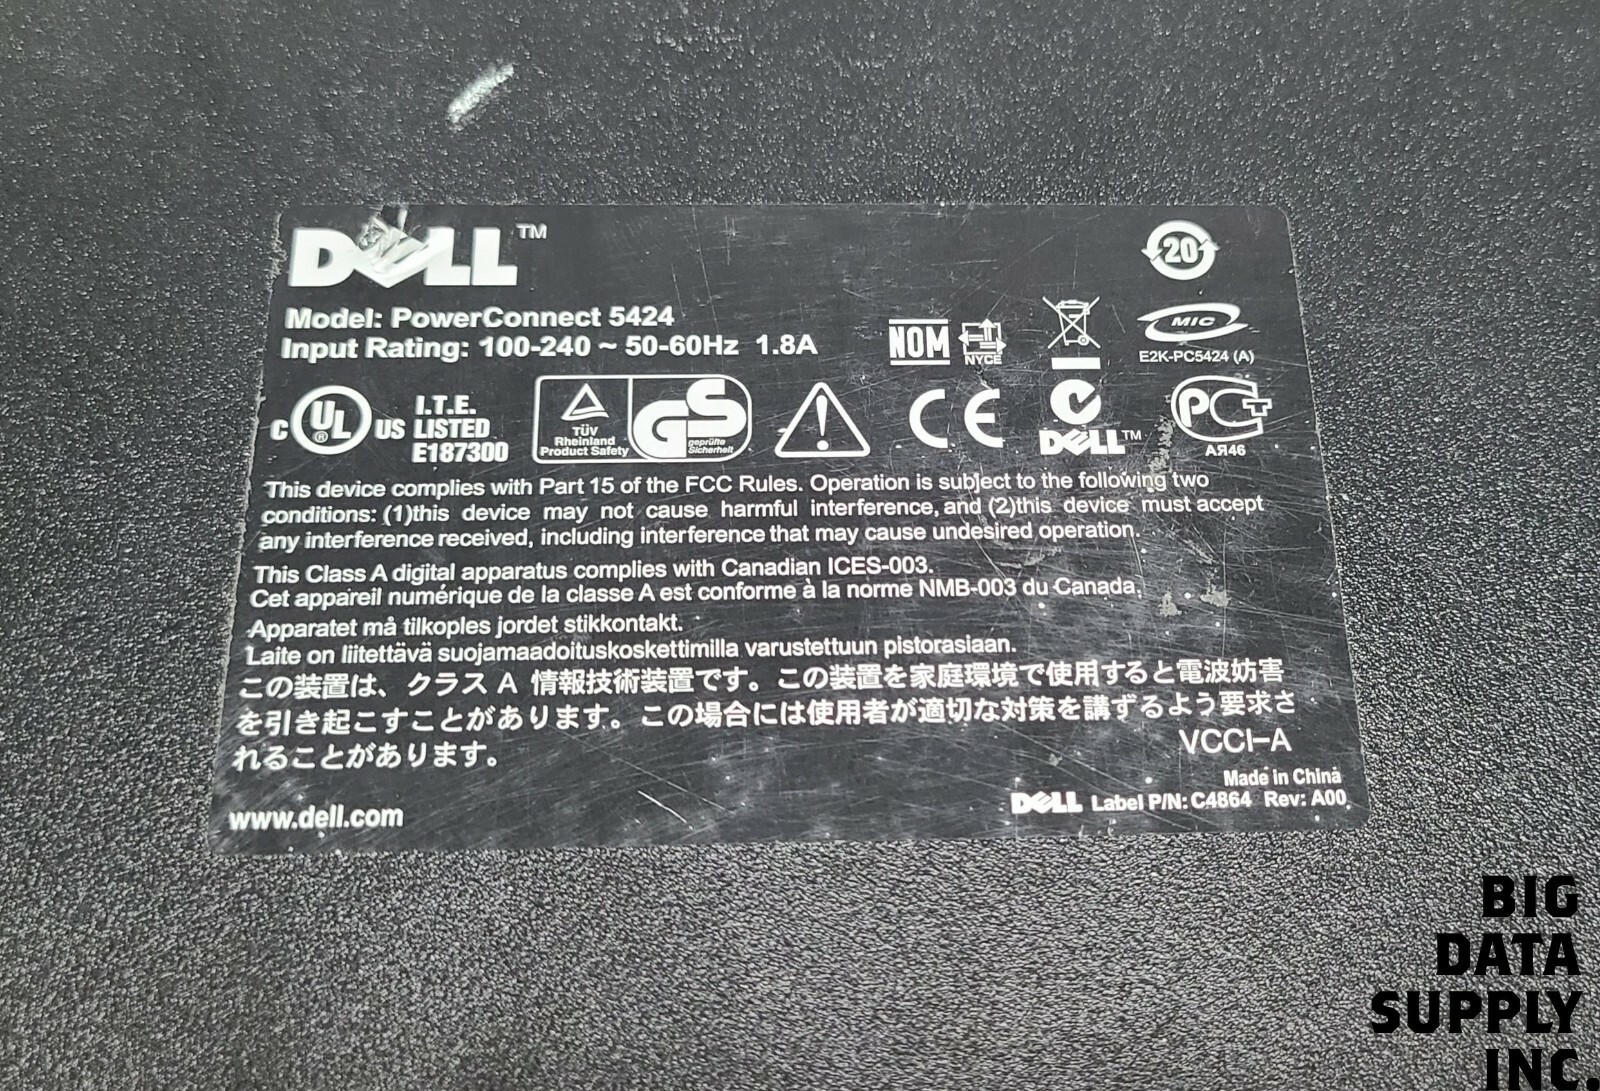 DELL™
20
Model: PowerConnect 5424
Input Rating: 100-240 ~ 50-60Hz 1.8A
NOM
NYCE
MIC
E2K-PC5424 (A)
C UL ® US
I.T.E.
LISTED
E187300
TÜV
Rheinland
Product Safety
GS
geprüfte
Sicherheit
CE
DELL™
PCT
АЯ46
This device complies with Part 15 of the FCC Rules. Operation is subject to the following two
conditions: (1)this device may not cause harmful interference, and (2)this device must accept
any interference received, including interference that may cause undesired operation.
This Class A digital apparatus complies with Canadian ICES-003.
Cet appareil numérique de la classe A est conforme à la norme NMB-003 du Canada.
Apparatet må tilkoples jordet stikkontakt.
Laite on liitettävä suojamaadoituskoskettimilla varustettuun pistorasiaan.
この装置は、クラス A 情報技術装置です。この装置を家庭環境で使用すると電波妨害
を引き起こすことがあります。この場合には使用者が適切な対策を講ずるよう要求さ
れることがあります。
VCCI-A
Made in China
www.dell.com
DELL Label P/N: C4864 Rev: A00
BIG
DATA
SUPPLY
INC.